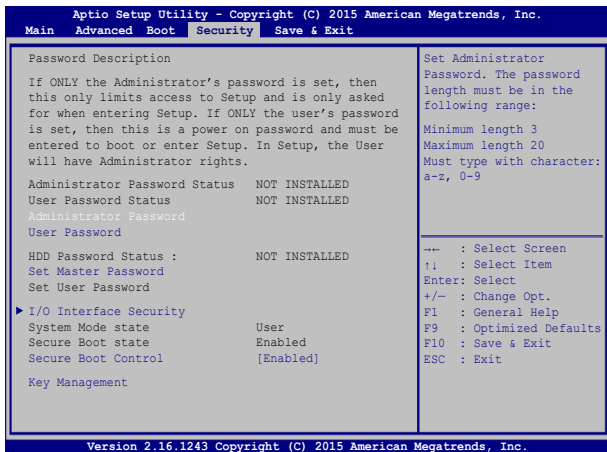 Aptio Setup Utility - Copyright (C) 2015 American Megatrends, Inc.
Main Advanced Boot Security Save & Exit
Password Description
If ONLY the Administrator's password is set, then
this only limits access to Setup and is only asked
for when entering Setup. If ONLY the user's password
is set, then this is a power on password and must be
entered to boot or enter Setup. In Setup, the User
will have Administrator rights.
Administrator Password Status NOT INSTALLED
User Password Status NOT INSTALLED
Administrator Password
User Password
HDD Password Status : NOT INSTALLED
Set Master Password
Set User Password
▶ I/O Interface Security
System Mode state User
Secure Boot state Enabled
Secure Boot Control [Enabled]
Key Management
Set Administrator
Password. The password
length must be in the
following range:
Minimum length 3
Maximum length 20
Must type with character:
a-z, 0-9
→← : Select Screen
↑↓ : Select Item
Enter: Select
+/— : Change Opt.
F1 : General Help
F9 : Optimized Defaults
F10 : Save & Exit
ESC : Exit
Version 2.16.1243 Copyright (C) 2015 American Megatrends, Inc.